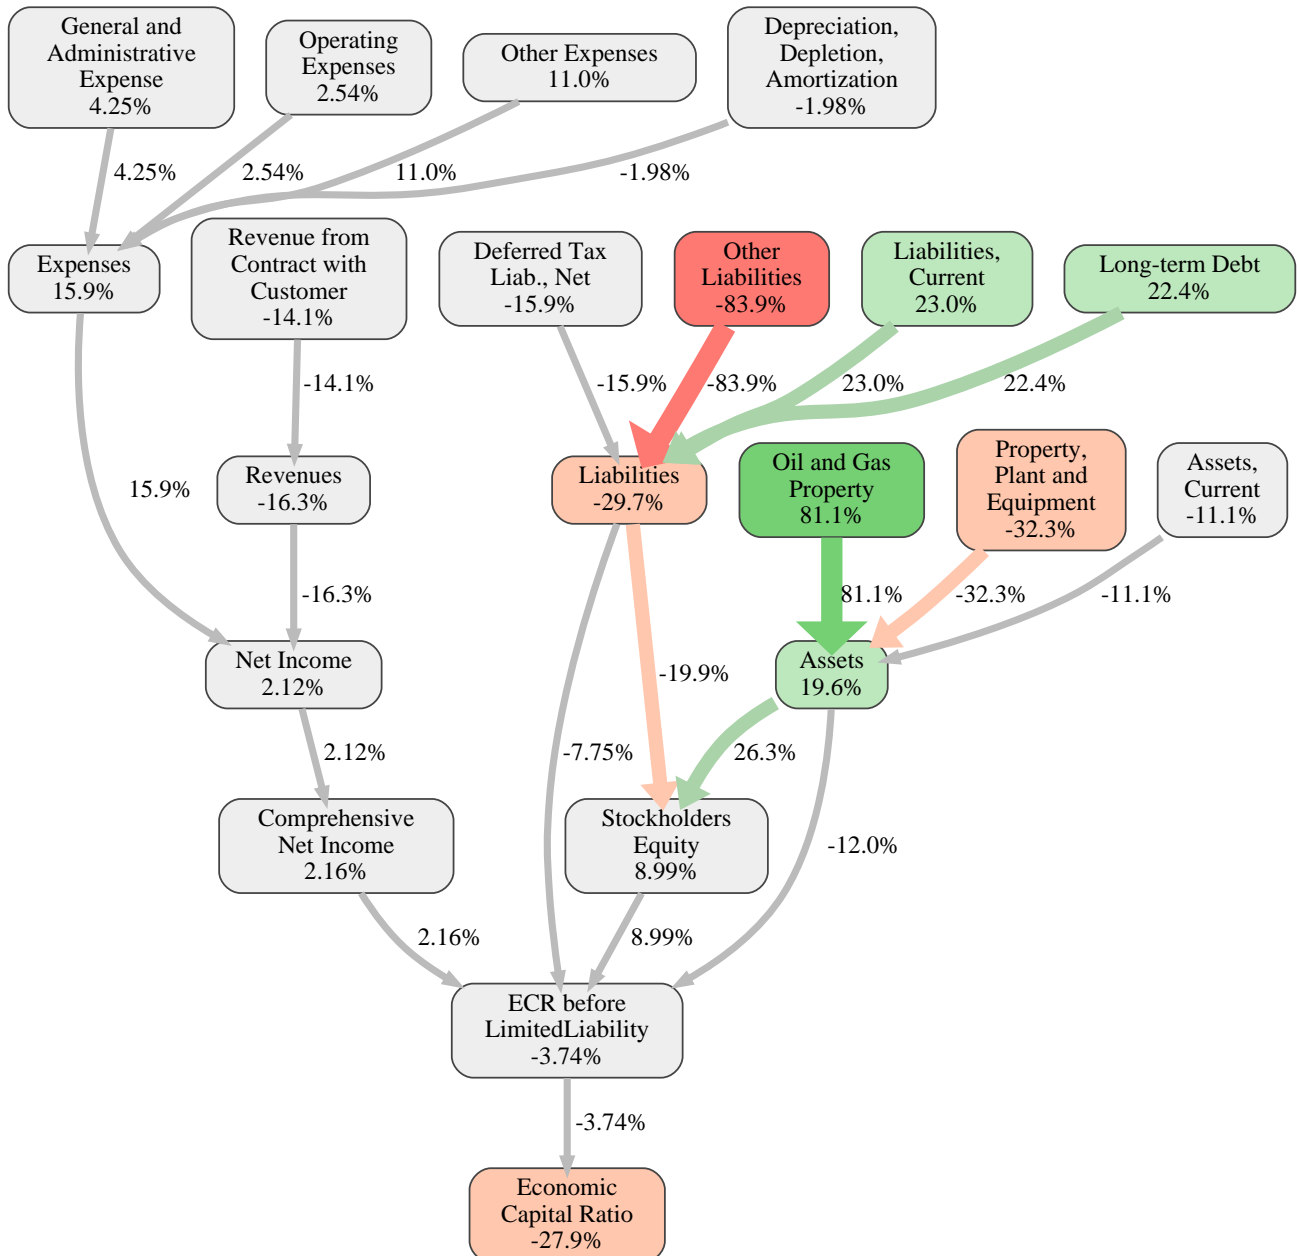 General and
Administrative
Expense
4.25%
Operating
Expenses
2.54%
Other Expenses
11.0%
Depreciation,
Depletion,
Amortization
-1.98%
4.25%
2.54%
11.0%
-1.98%
Expenses
15.9%
Revenue from
Contract with
Customer
-14.1%
Deferred Tax
Liab., Net
-15.9%
Other
Liabilities
-83.9%
Liabilities,
Current
23.0%
Long-term Debt
22.4%
-14.1%
-15.9%
-83.9%
23.0%
22.4%
15.9%
Revenues
-16.3%
Liabilities
-29.7%
Oil and Gas
Property
81.1%
Property,
Plant and
Equipment
-32.3%
Assets,
Current
-11.1%
-16.3%
81.1%
-32.3%
-11.1%
Net Income
2.12%
-19.9%
Assets
19.6%
2.12%
-7.75%
26.3%
Comprehensive
Net Income
2.16%
Stockholders
Equity
8.99%
-12.0%
2.16%
8.99%
ECR before
LimitedLiability
-3.74%
-3.74%
Economic
Capital Ratio
-27.9%